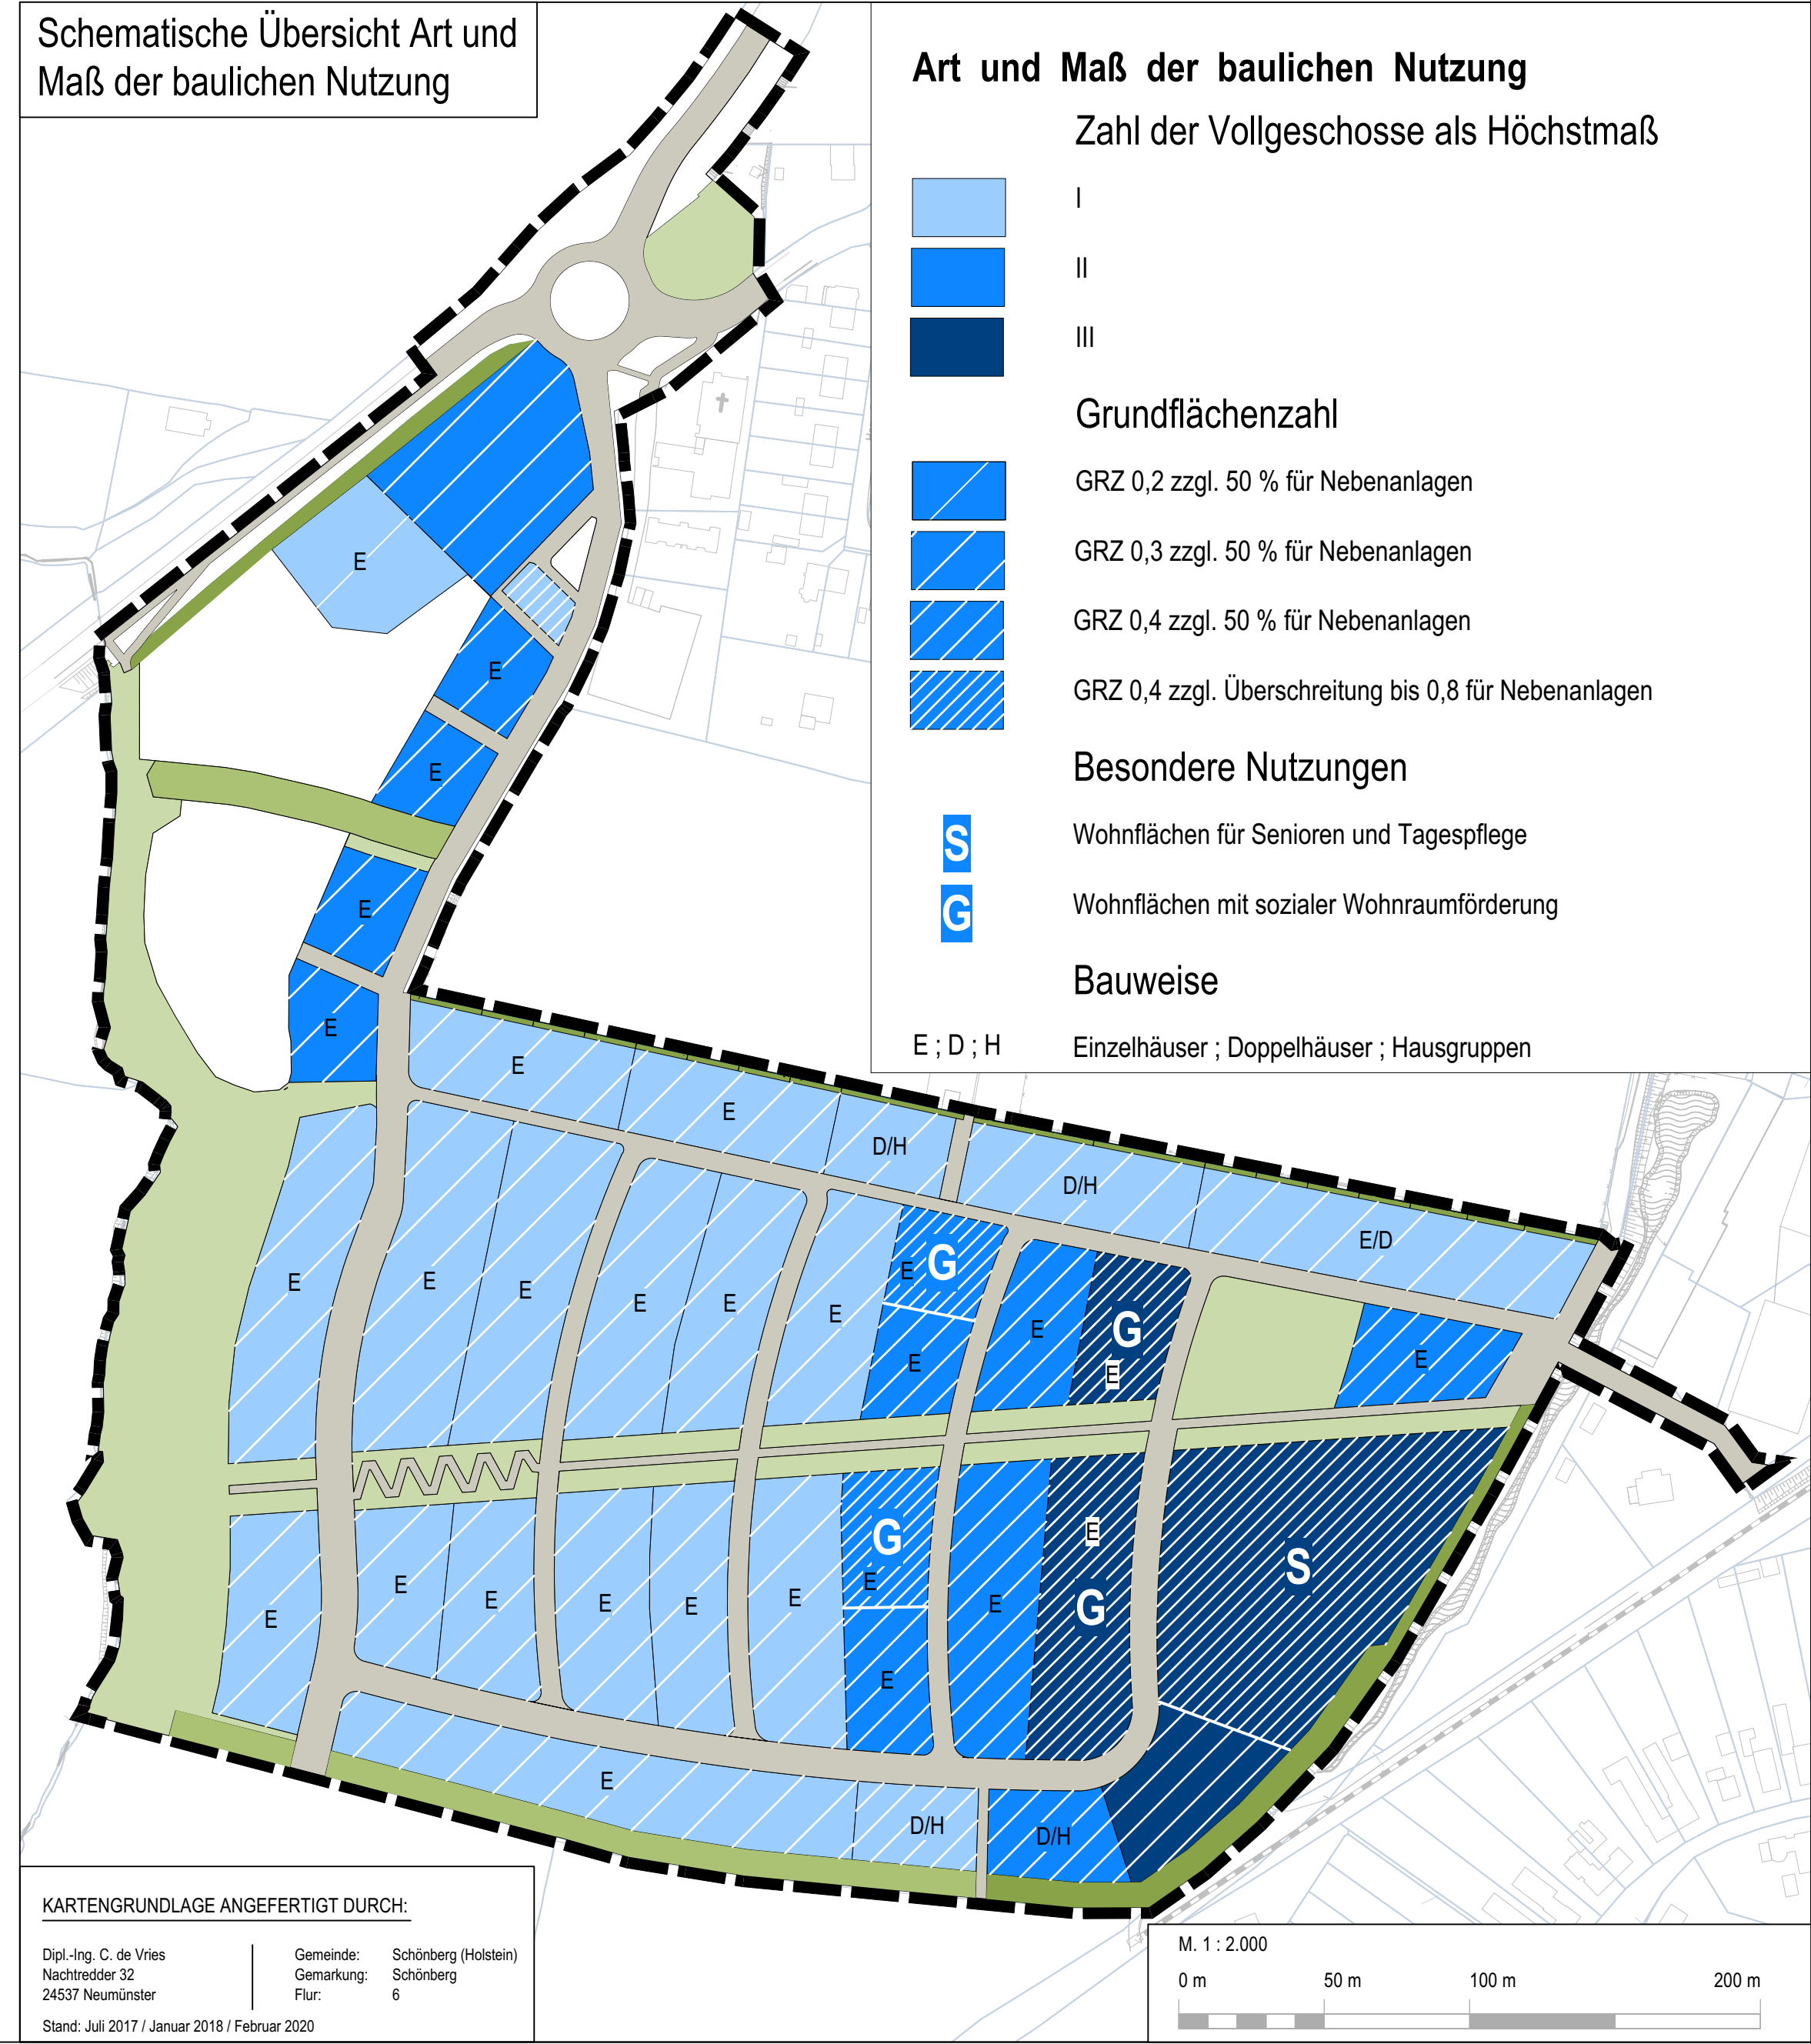 Schematische Übersicht Art und
Maß der baulichen Nutzung
Art und Maß der baulichen Nutzung
Zahl der Vollgeschosse als Höchstmaß
I
II
III
Grundflächenzahl
GRZ 0,2 zzgl. 50 % für Nebenanlagen
GRZ 0,3 zzgl. 50 % für Nebenanlagen
GRZ 0,4 zzgl. 50 % für Nebenanlagen
GRZ 0,4 zzgl. Überschreitung bis 0,8 für Nebenanlagen
Besondere Nutzungen
S Wohnflächen für Senioren und Tagespflege
G Wohnflächen mit sozialer Wohnraumförderung
Bauweise
E ; D ; H Einzelhäuser ; Doppelhäuser ; Hausgruppen
E
E
E
E
E
E
E
D/H
D/H
E/D
E
E
E
E
E
E
E
G
E
E
G
E
E
E
E
E
E
E
E
G
E
E
E
E
G
S
E
D/H
D/H
KARTENGRUNDLAGE ANGEFERTIGT DURCH:
Dipl.-Ing. C. de Vries
Nachtredder 32
24537 Neumünster
Gemeinde: Schönberg (Holstein)
Gemarkung: Schönberg
Flur: 6
Stand: Juli 2017 / Januar 2018 / Februar 2020
M. 1 : 2.000
0 m 50 m 100 m 200 m